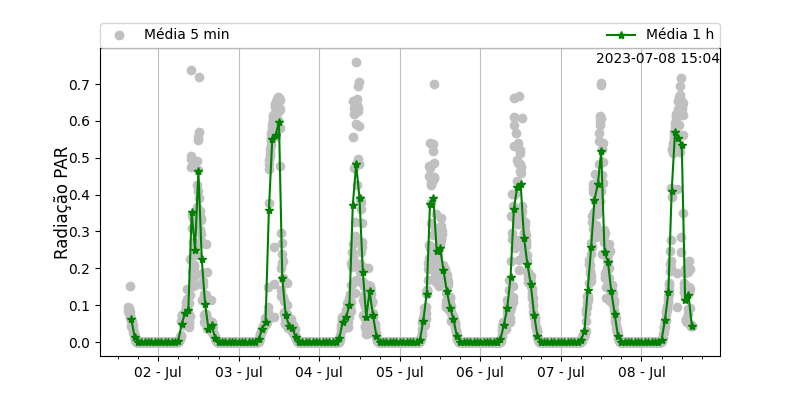 Média 5 min
Média 1 h
2023-07-08 15:04
Radiação PAR
0.7
0.6
0.5
0.4
0.3
0.2
0.1
0.0
02 - Jul
03 - Jul
04 - Jul
05 - Jul
06 - Jul
07 - Jul
08 - Jul